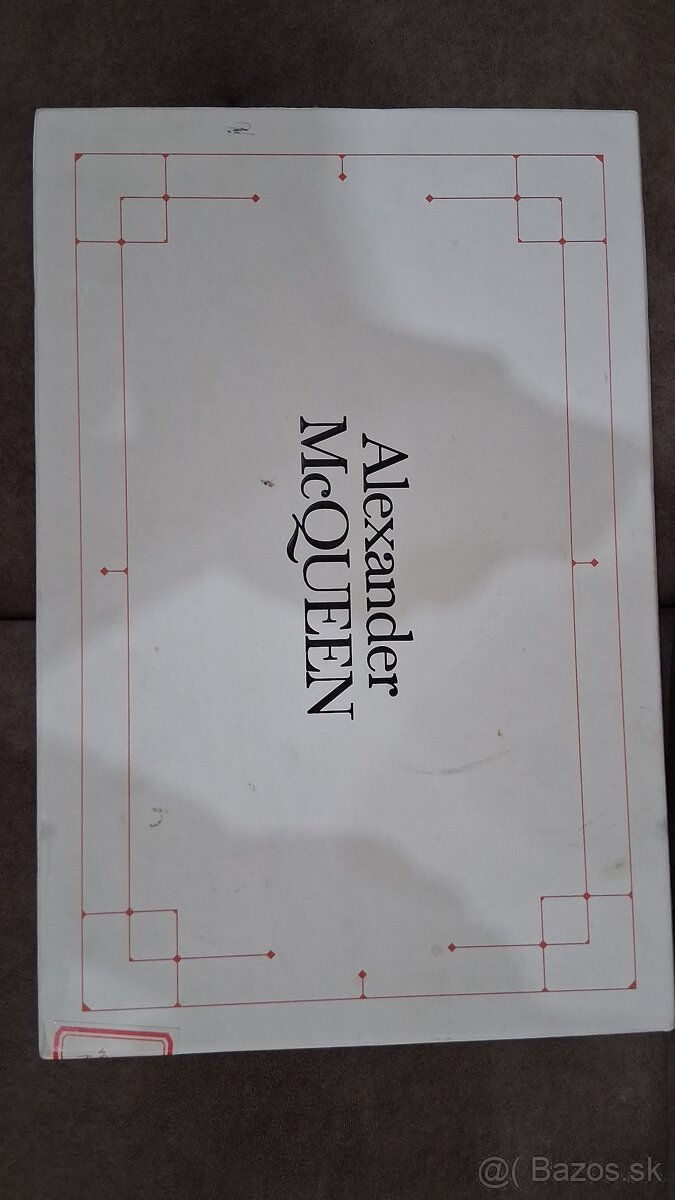 Alexander
McQUEEN
@( Bazos.sk